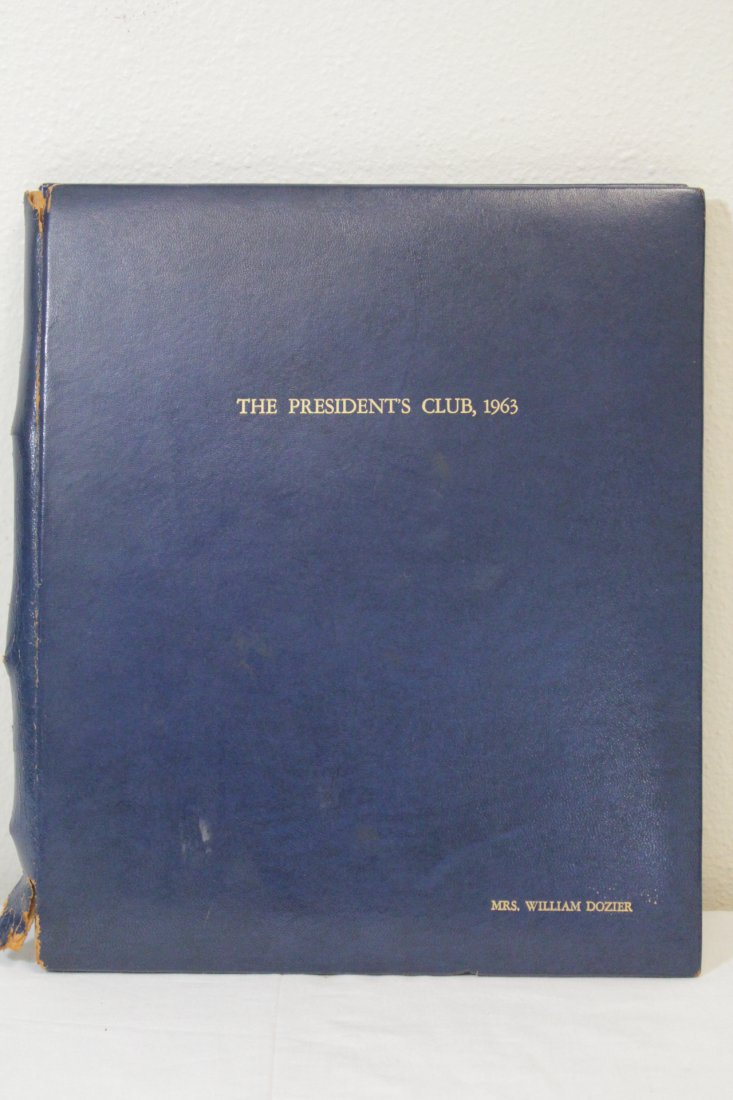 THE PRESIDENT'S CLUB, 1963
MRS. WILLIAM DOZIER